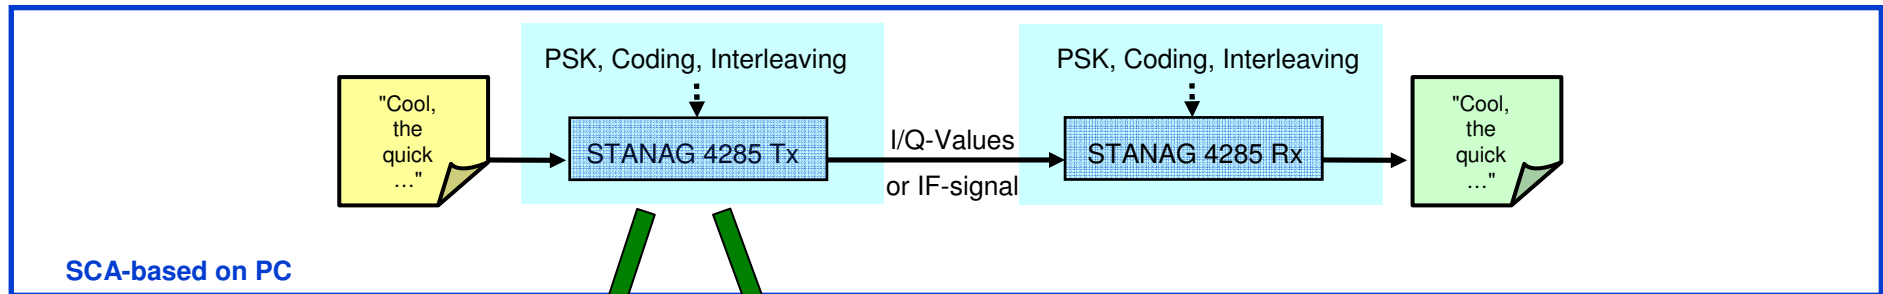 PSK, Coding, Interleaving
PSK, Coding, Interleaving
"Cool,
the
quick
…"
STANAG 4285 Tx
I/Q-Values
or IF-signal
STANAG 4285 Rx
"Cool,
the
quick
…"
SCA-based on PC